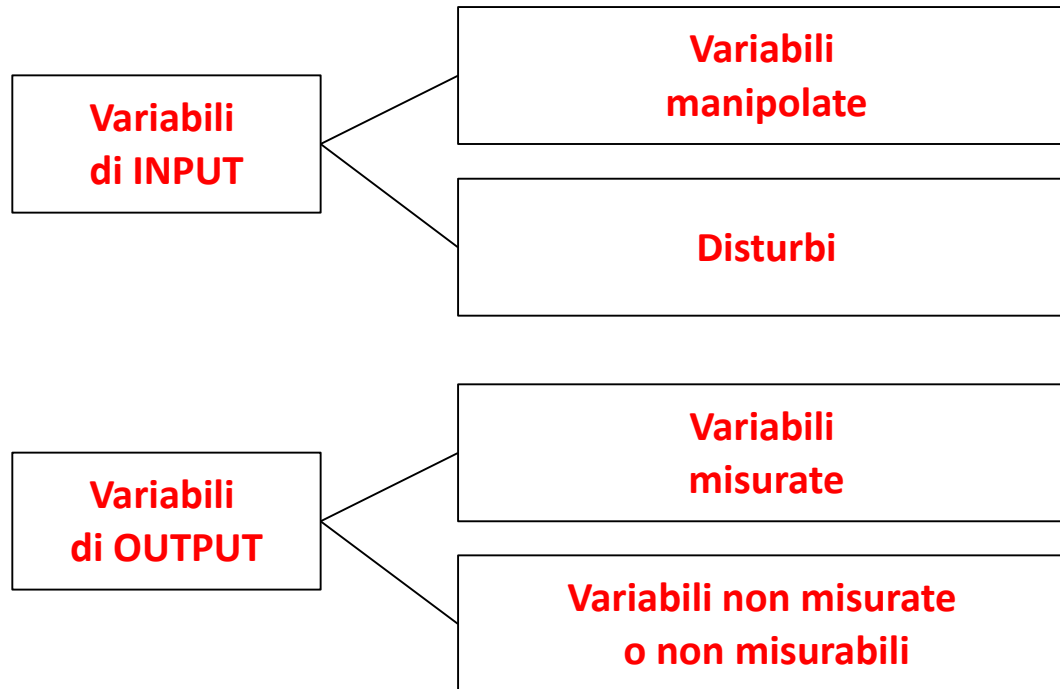 Variabili
di INPUT
Variabili
manipolate
Disturbi
Variabili
di OUTPUT
Variabili
misurate
Variabili non misurate
o non misurabili